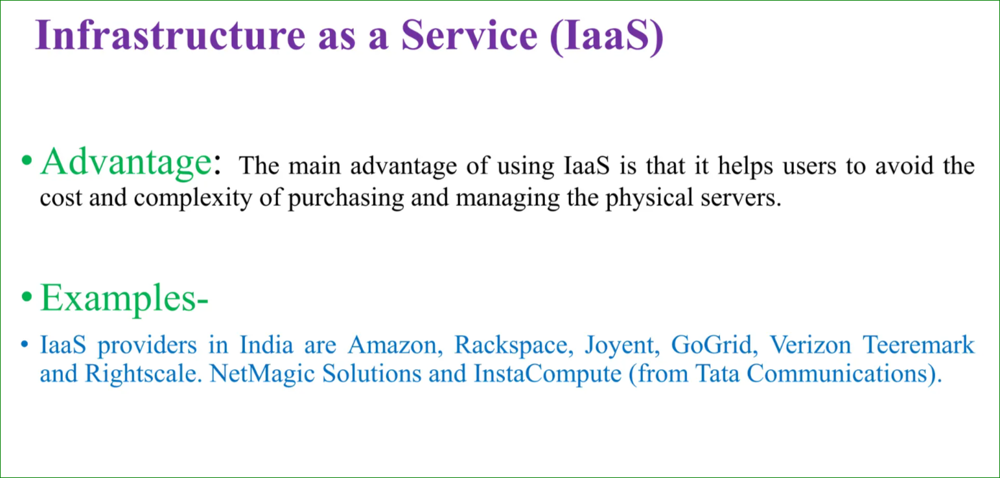 Infrastructure as a Service (IaaS)
• Advantage: The main advantage of using IaaS is that it helps users to avoid the
cost and complexity of purchasing and managing the physical servers.
• Examples-
• IaaS providers in India are Amazon, Rackspace, Joyent, GoGrid, Verizon Teeremark
and Rightscale. NetMagic Solutions and InstaCompute (from Tata Communications).